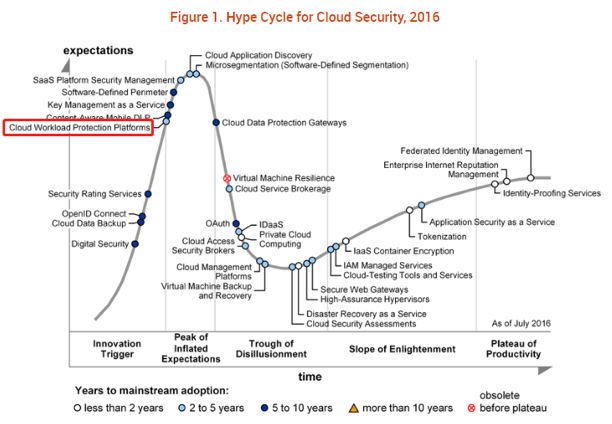 Figure 1. Hype Cycle for Cloud Security, 2016
expectations
Cloud Application Discovery
Microsegmentation (Software-Defined Segmentation)
SaaS Platform Security Management
Software-Defined Perimeter
Key Management as a Service
Content-Aware Mobile DLP
Cloud Workload Protection Platforms
Cloud Data Protection Gateways
Virtual Machine Resilience
Cloud Service Brokerage
Security Rating Services
OpenID Connect
Cloud Data Backup
Digital Security
OAuth
IDaaS
Private Cloud
Computing
Cloud Access
Security Brokers
Cloud Management
Platforms
Virtual Machine Backup
and Recovery
Federated Identity Management
Enterprise Internet Reputation
Management
Identity-Proofing Services
Application Security as a Service
Tokenization
IaaS Container Encryption
IAM Managed Services
Cloud-Testing Tools and Services
Secure Web Gateways
High-Assurance Hypervisors
Disaster Recovery as a Service
Cloud Security Assessments
As of July 2016
Innovation
Trigger
Peak of
Inflated
Expectations
Trough of
Disillusionment
Slope of Enlightenment
Plateau of
Productivity
time
Years to mainstream adoption:
less than 2 years
2 to 5 years
5 to 10 years
more than 10 years
obsolete
before plateau